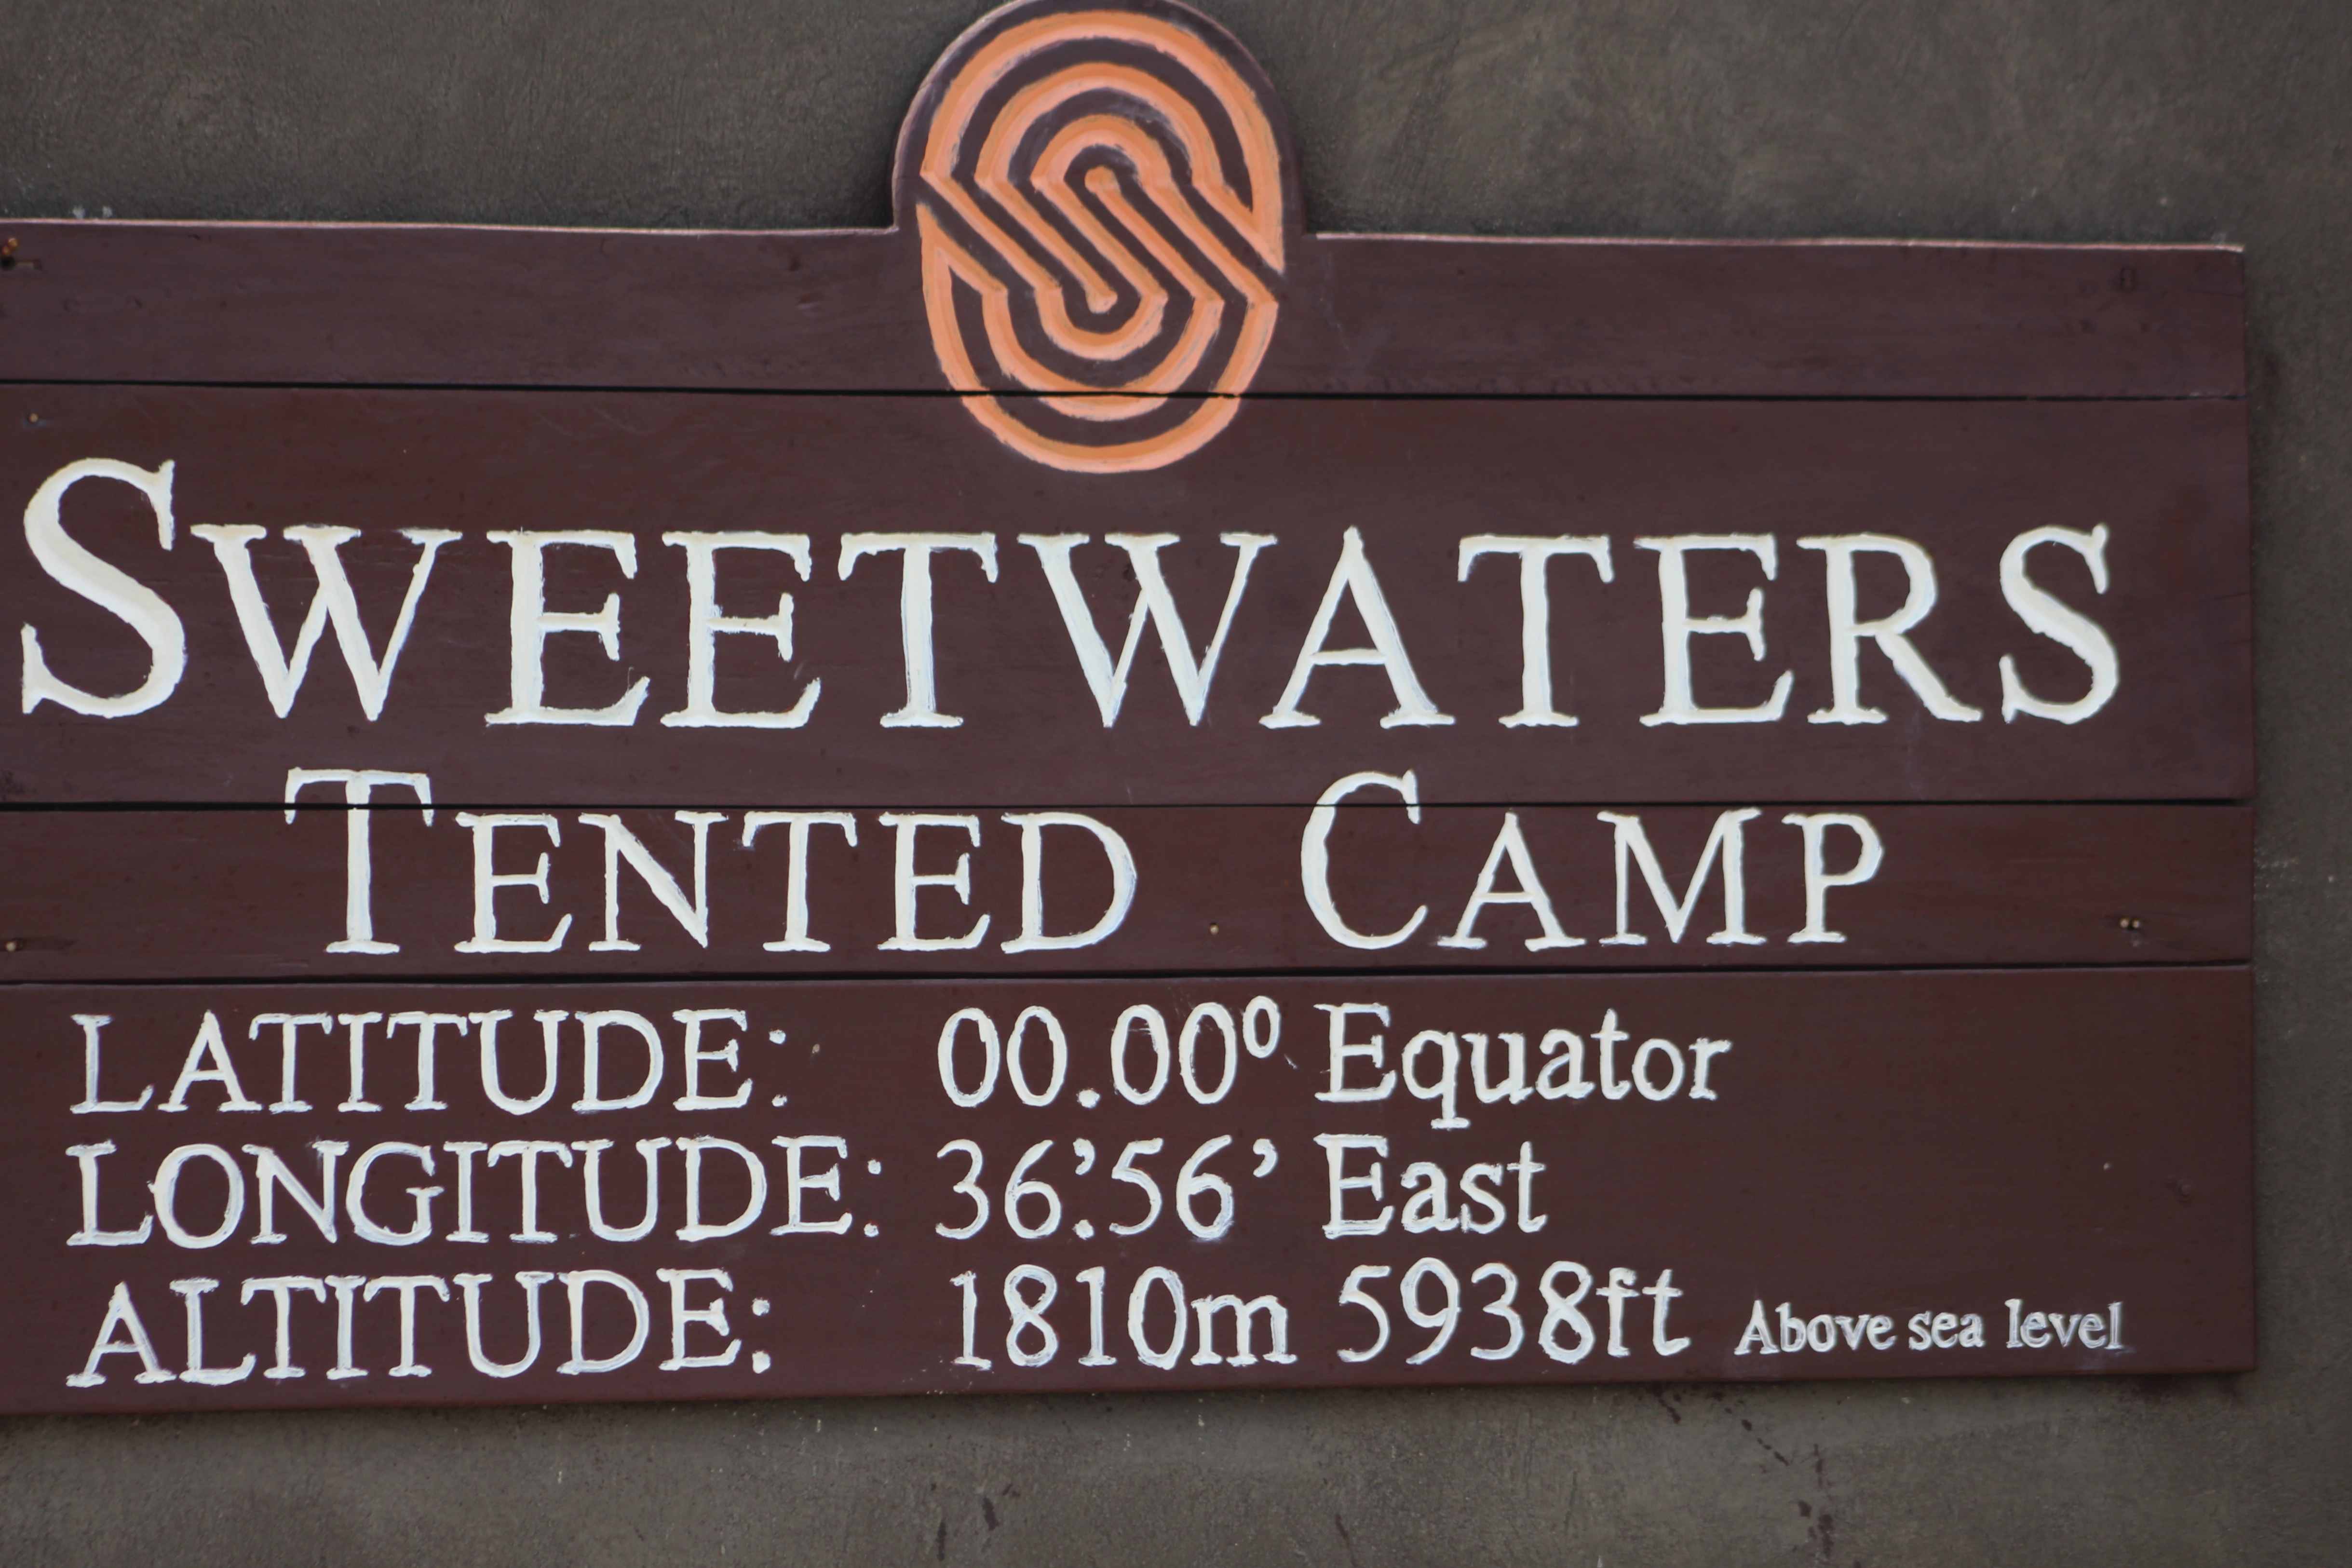 SWEETWATERS
TENTED CAMP
LATITUDE: 00.00⁰ Equator
LONGITUDE: 36:’56’ East
ALTITUDE: 1810m 5938ft Above sea level